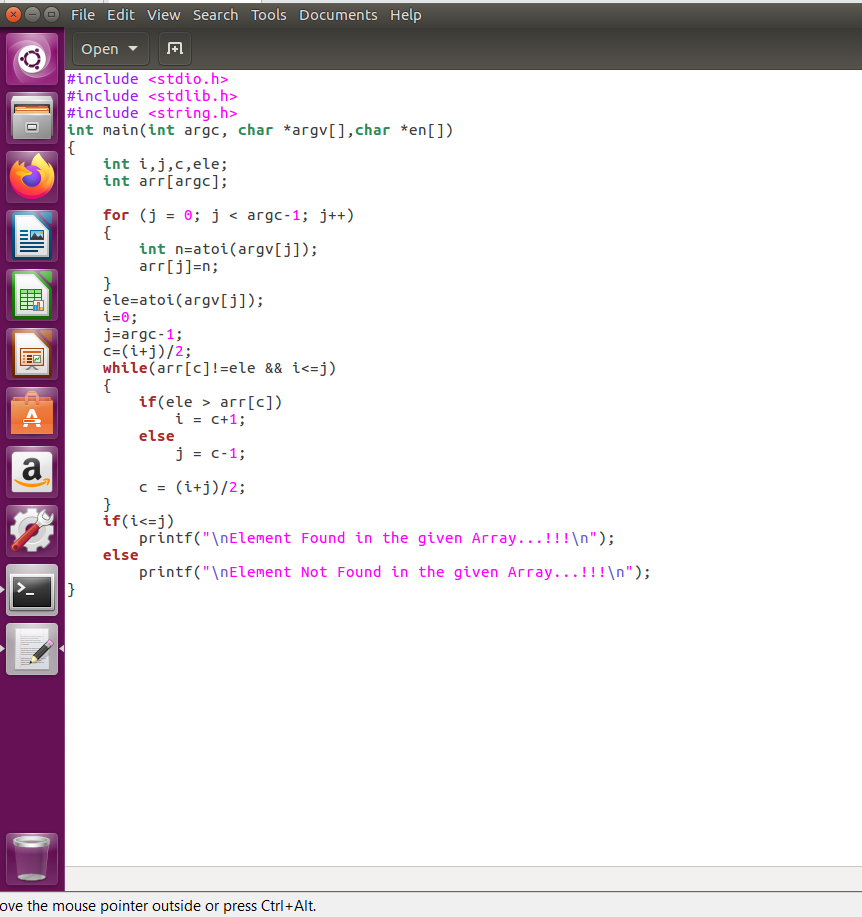 File Edit View Search Tools Documents Help
Open
#include <stdio.h>
#include <stdlib.h>
#include <string.h>
int main(int argc, char *argv[],char *en[])
{
    int i,j,c,ele;
    int arr[argc];

    for (j = 0; j < argc-1; j++)
    {
        int n=atoi(argv[j]);
        arr[j]=n;
    }
    ele=atoi(argv[j]);
    i=0;
    j=argc-1;
    c=(i+j)/2;
    while(arr[c]!=ele && i<=j)
    {
        if(ele > arr[c])
            i = c+1;
        else
            j = c-1;

        c = (i+j)/2;
    }
    if(i<=j)
        printf("\nElement Found in the given Array...!!!\n");
    else
        printf("\nElement Not Found in the given Array...!!!\n");
}
ove the mouse pointer outside or press Ctrl+Alt.